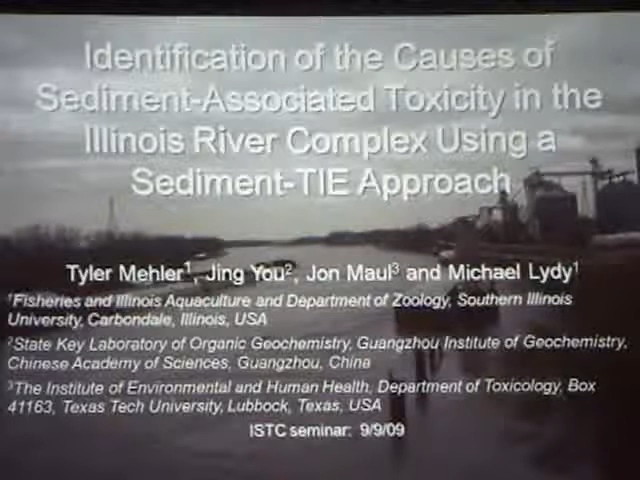 Identification of the Causes of
Sediment-Associated Toxicity in the
Illinois River Complex Using a
Sediment-TIE Approach
Tyler Mehler¹, Jing You², Jon Maul³ and Michael Lydy¹
¹Fisheries and Illinois Aquaculture and Department of Zoology, Southern Illinois
University, Carbondale, Illinois, USA
²State Key Laboratory of Organic Geochemistry, Guangzhou Institute of Geochemistry,
Chinese Academy of Sciences, Guangzhou, China
³The Institute of Environmental and Human Health, Department of Toxicology, Box
41163, Texas Tech University, Lubbock, Texas, USA
ISTC seminar: 9/9/09